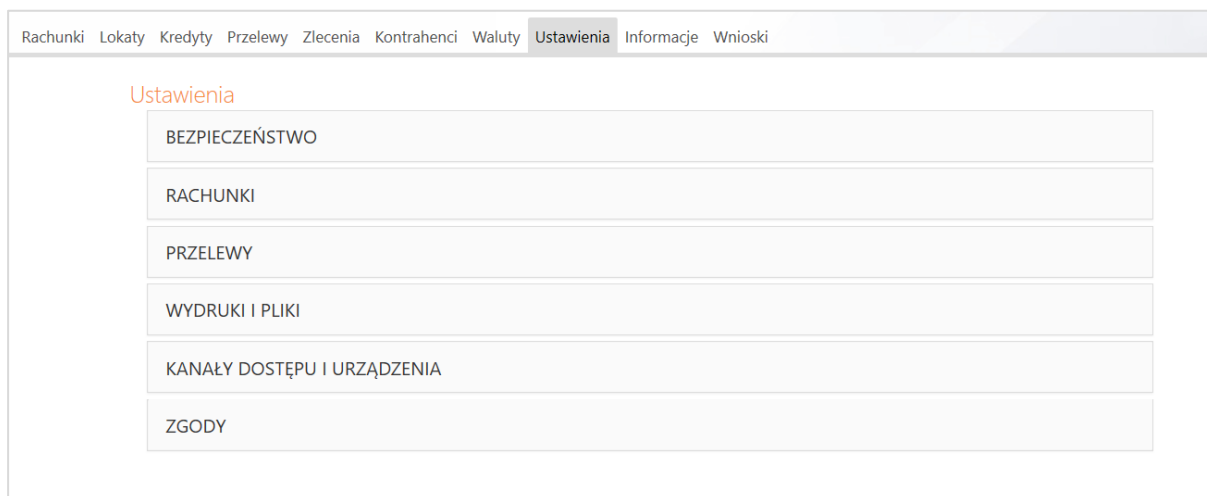 Rachunki Lokaty Kredyty Przelewy Zlecenia Kontrahenci Waluty Ustawienia Informacje Wnioski
Ustawienia
BEZPIECZEŃSTWO
RACHUNKI
PRZELEWY
WYDRUKI I PLIKI
KANAŁY DOSTĘPU I URZĄDZENIA
ZGODY